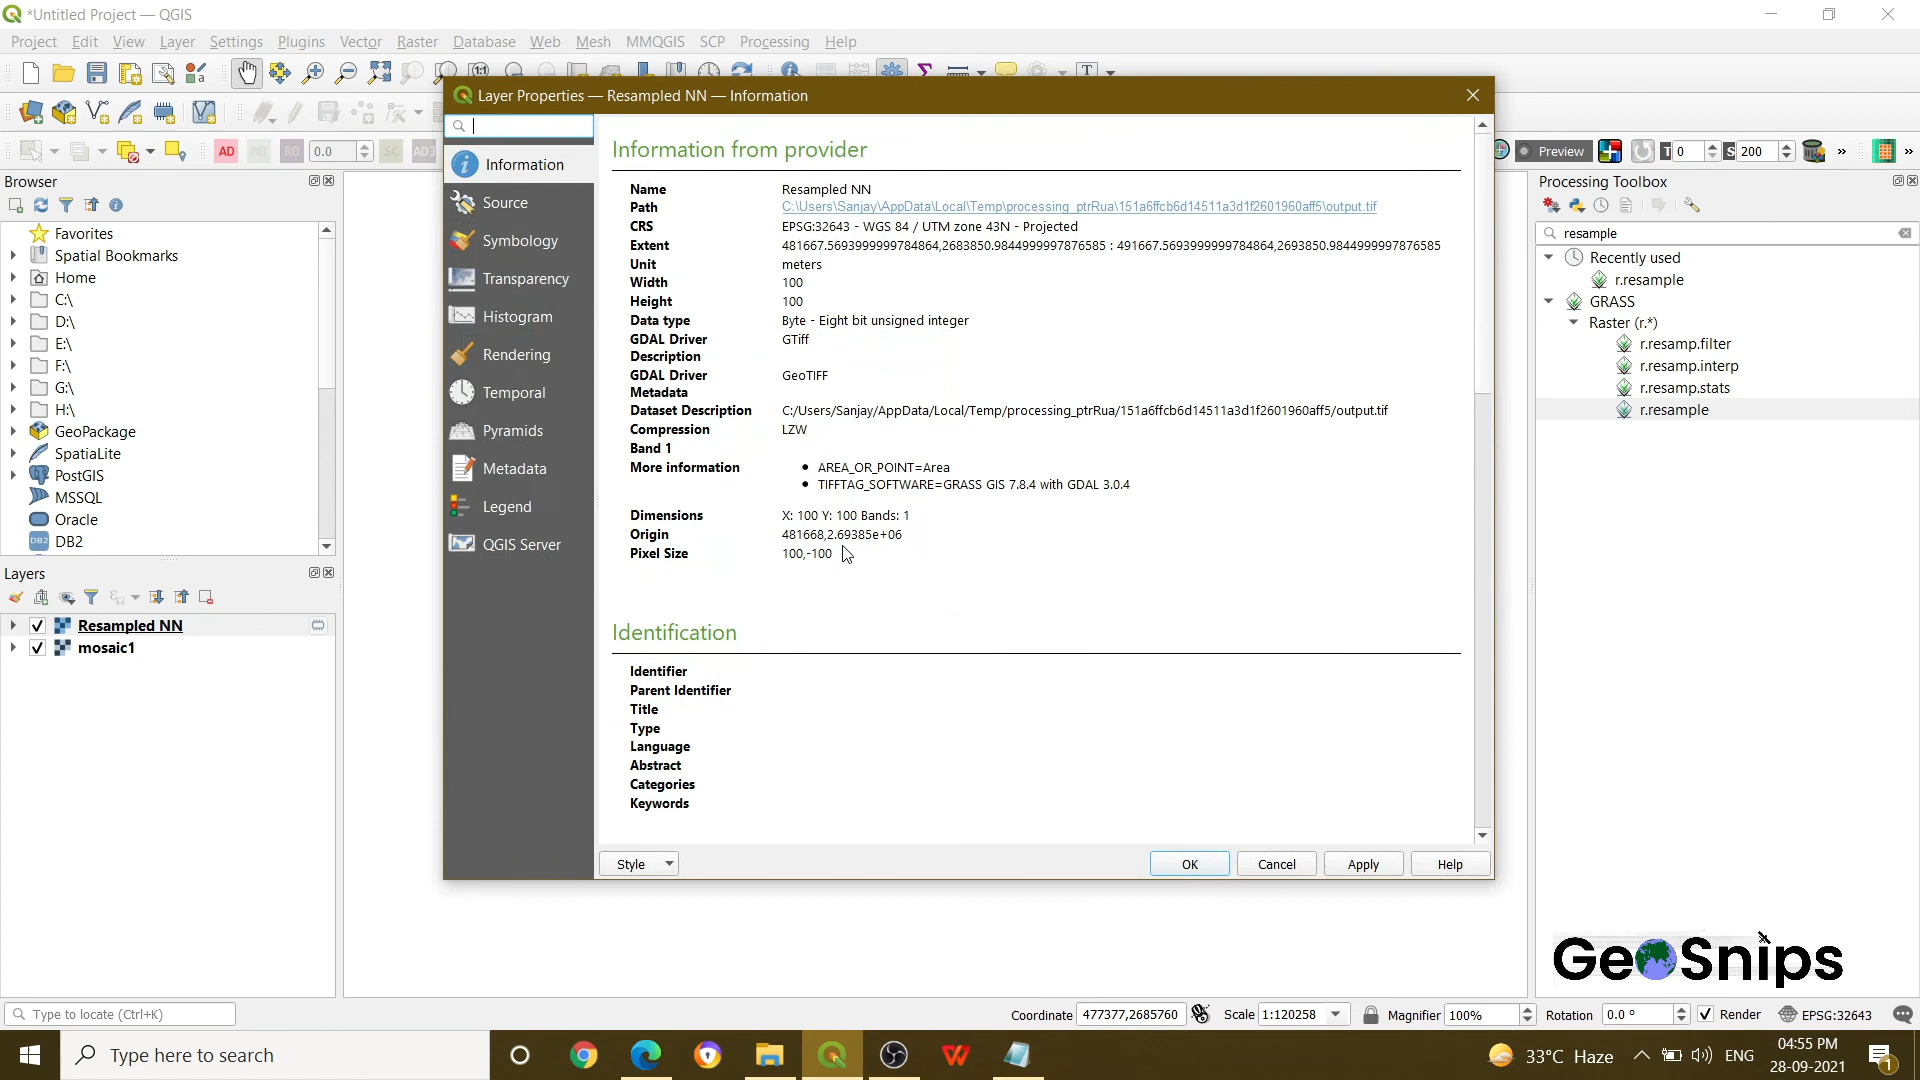 *Untitled Project — QGIS
Project Edit View Layer Settings Plugins Vector Raster Database Web Mesh MMQGIS SCP Processing Help
Layer Properties — Resampled NN — Information
AD
RO
0.0
SC
ADJ
Preview
T 0
S 200
»
»
Browser
Favorites
Spatial Bookmarks
Home
C:\
D:\
E:\
F:\
G:\
H:\
GeoPackage
SpatiaLite
PostGIS
MSSQL
Oracle
DB2
Layers
Resampled NN
mosaic1
Information
Source
Symbology
Transparency
Histogram
Rendering
Temporal
Pyramids
Metadata
Legend
QGIS Server
Information from provider
Name Resampled NN
Path C:\Users\Sanjay\AppData\Local\Temp\processing_ptrRua\151a6ffcb6d14511a3d1f2601960aff5\output.tif
CRS EPSG:32643 - WGS 84 / UTM zone 43N - Projected
Extent 481667.5693999999784864,2683850.9844999997876585 : 491667.5693999999784864,2693850.9844999997876585
Unit meters
Width 100
Height 100
Data type Byte - Eight bit unsigned integer
GDAL Driver GTiff
Description
GDAL Driver GeoTIFF
Metadata
Dataset Description C:/Users/Sanjay/AppData/Local/Temp/processing_ptrRua/151a6ffcb6d14511a3d1f2601960aff5/output.tif
Compression LZW
Band 1
More information • AREA_OR_POINT=Area
• TIFFTAG_SOFTWARE=GRASS GIS 7.8.4 with GDAL 3.0.4
Dimensions X: 100 Y: 100 Bands: 1
Origin 481668,2.69385e+06
Pixel Size 100,-100
Identification
Identifier
Parent Identifier
Title
Type
Language
Abstract
Categories
Keywords
Style
OK Cancel Apply Help
Processing Toolbox
resample
Recently used
r.resample
GRASS
Raster (r.*)
r.resamp.filter
r.resamp.interp
r.resamp.stats
r.resample
GeoSnips
Type to locate (Ctrl+K)
Coordinate 477377,2685760 Scale 1:120258 Magnifier 100% Rotation 0.0 ° Render EPSG:32643
Type here to search
33°C Haze
ENG
04:55 PM
28-09-2021
1